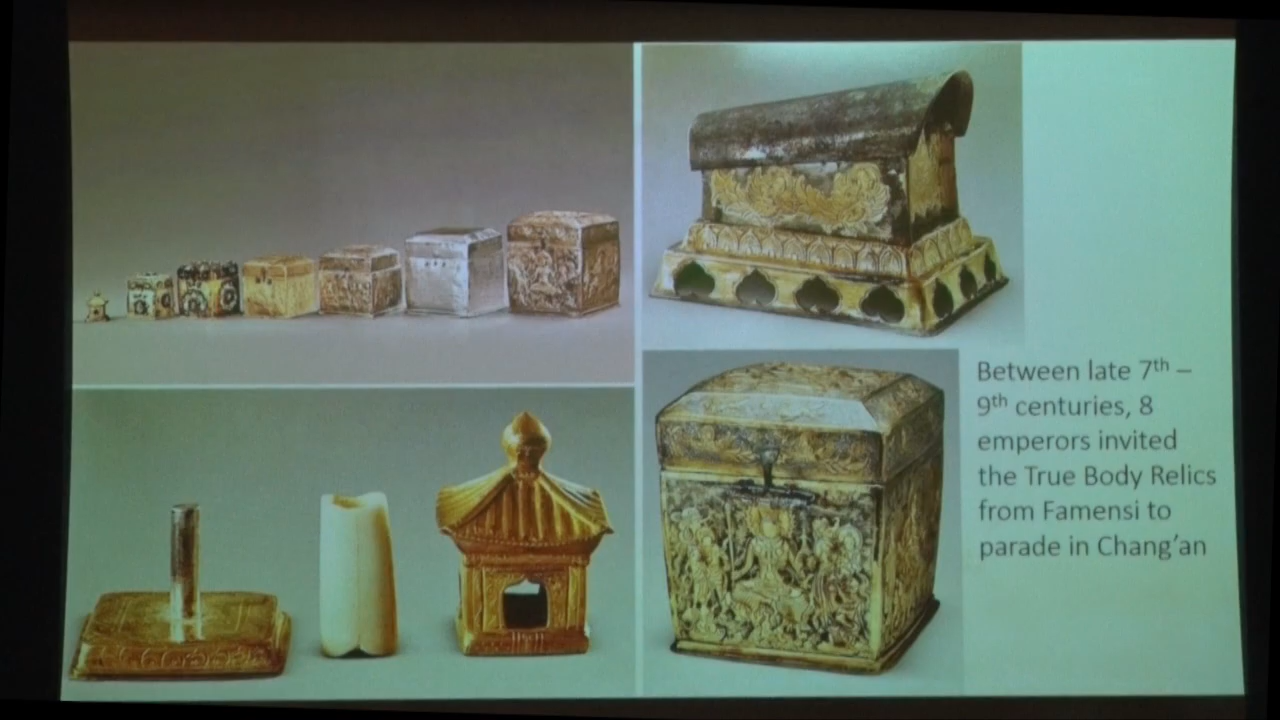 Between late 7th –
9th centuries, 8
emperors invited
the True Body Relics
from Famensi to
parade in Chang’an